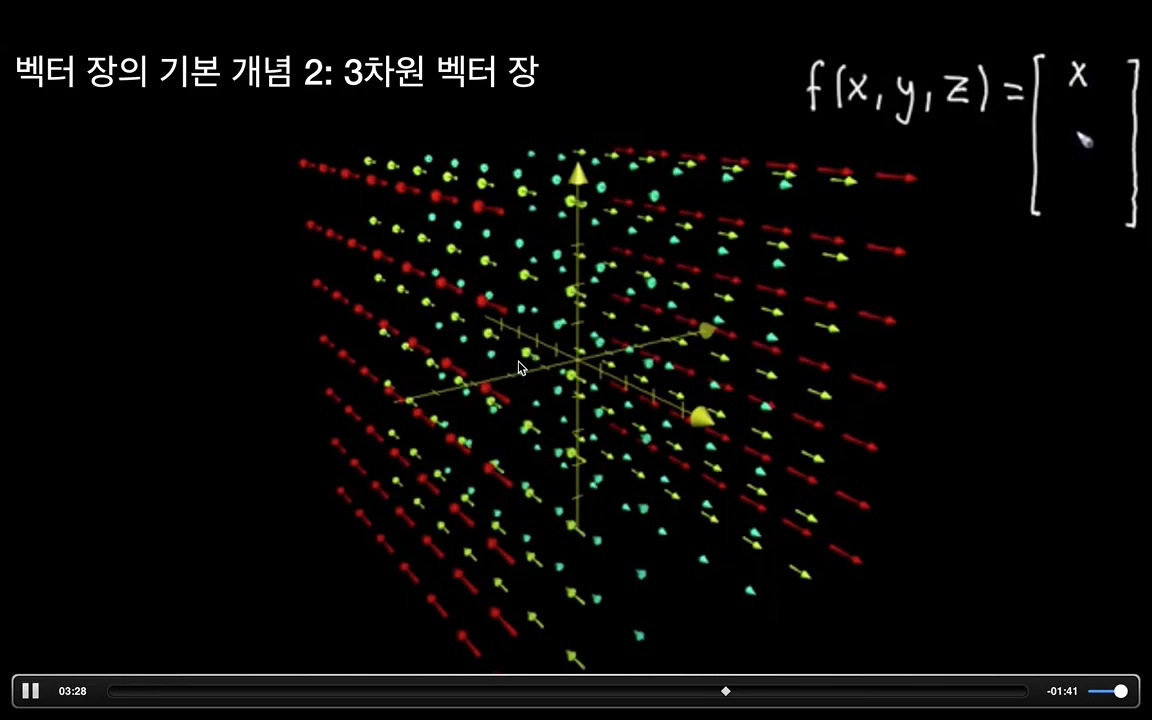 벡터 장의 기본 개념 2: 3차원 벡터 장
f(x, y, z) = [ x ]
03:28
-01:41